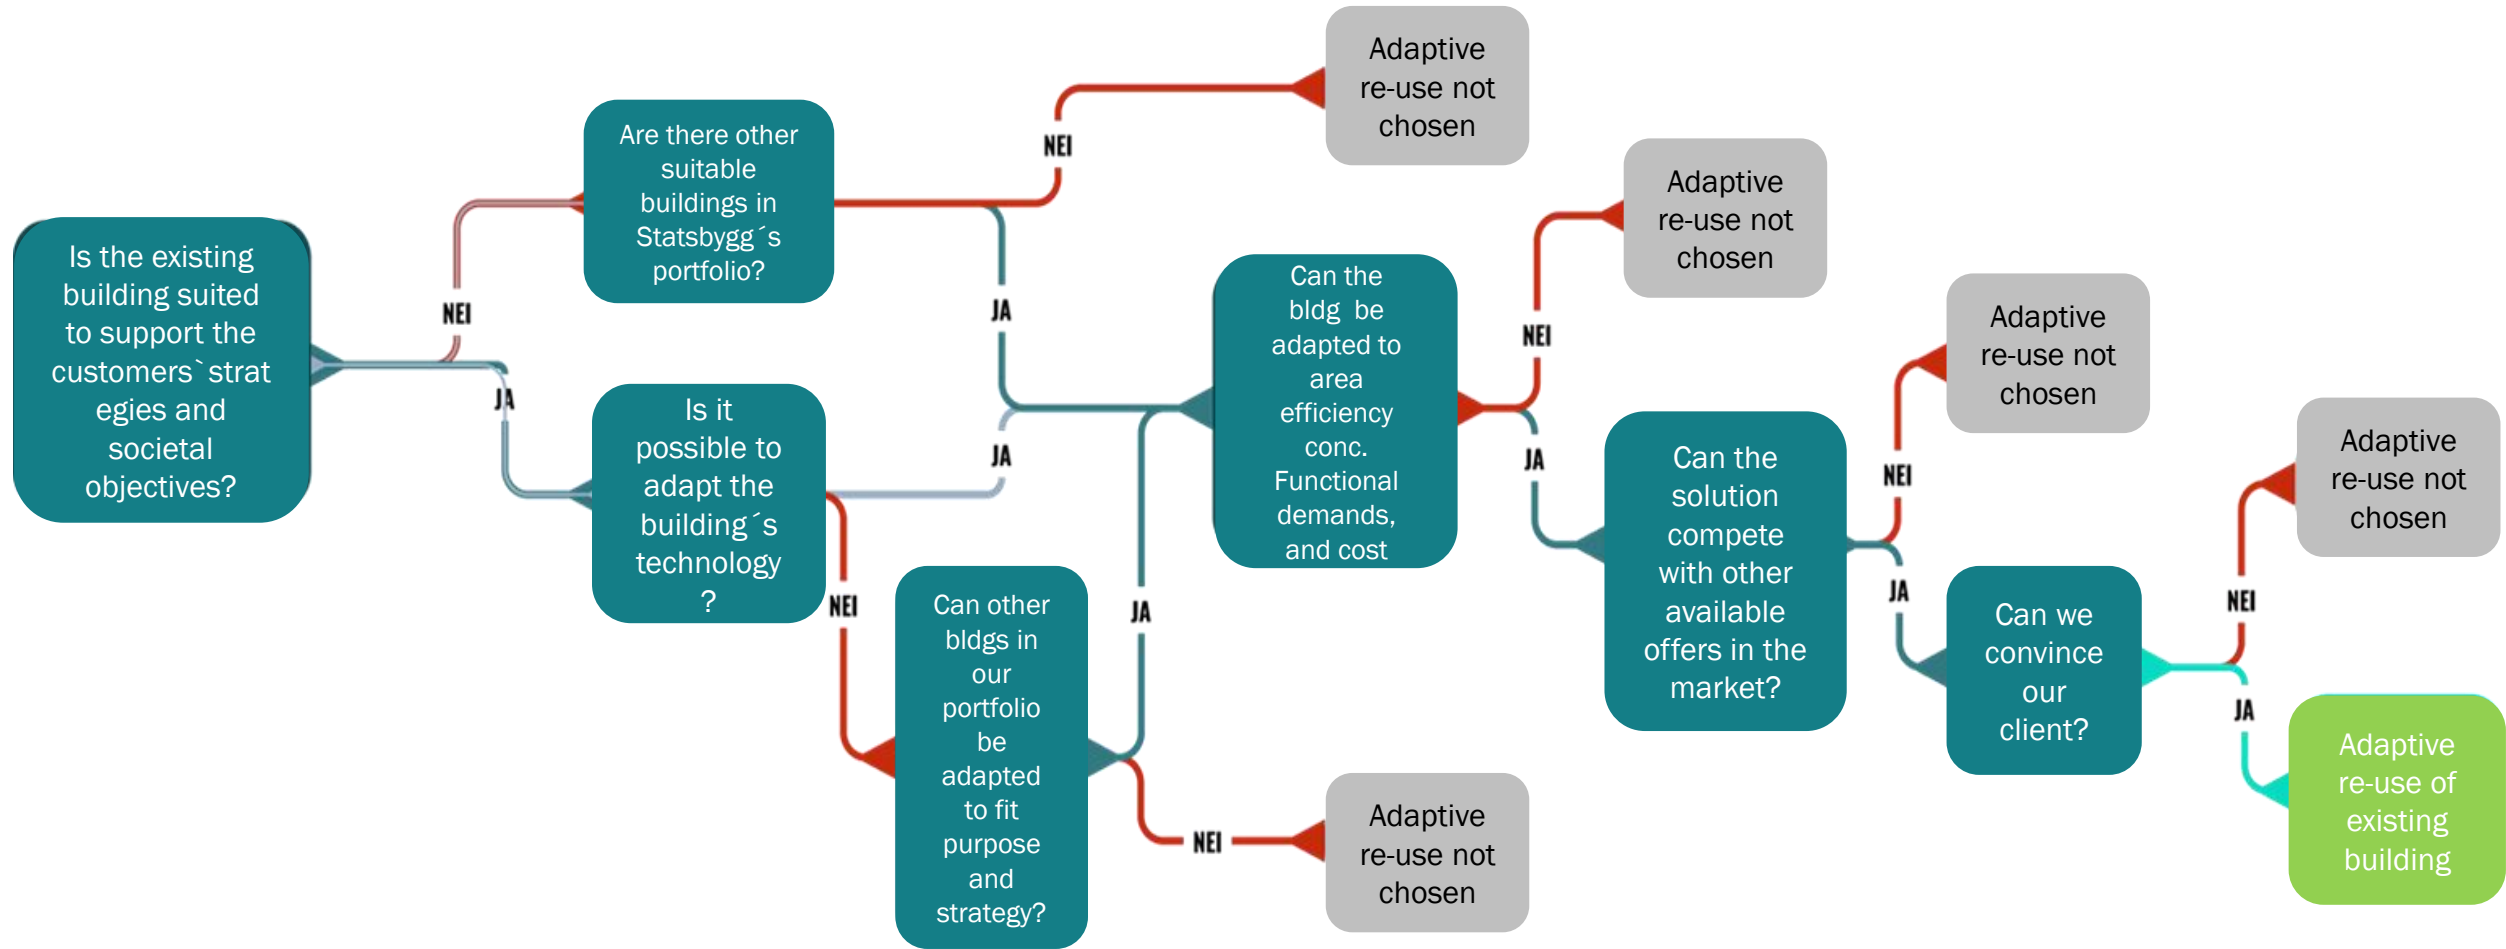 Is the existing
building suited
to support the
customers`strat
egies and
societal
objectives?
NEI
JA
Are there other
suitable
buildings in
Statsbygg´s
portfolio?
Is it
possible to
adapt the
building´s
technology
?
NEI
JA
JA
NEI
Can other
bldgs in
our
portfolio
be
adapted
to fit
purpose
and
strategy?
JA
NEI
Adaptive
re-use not
chosen
Can the
bldg  be
adapted to
area
efficiency
conc.
Functional
demands,
and cost
Adaptive
re-use not
chosen
NEI
JA
Adaptive
re-use not
chosen
Can the
solution
compete
with other
available
offers in the
market?
NEI
JA
Adaptive
re-use not
chosen
Can we
convince
our
client?
NEI
JA
Adaptive
re-use not
chosen
Adaptive
re-use of
existing
building